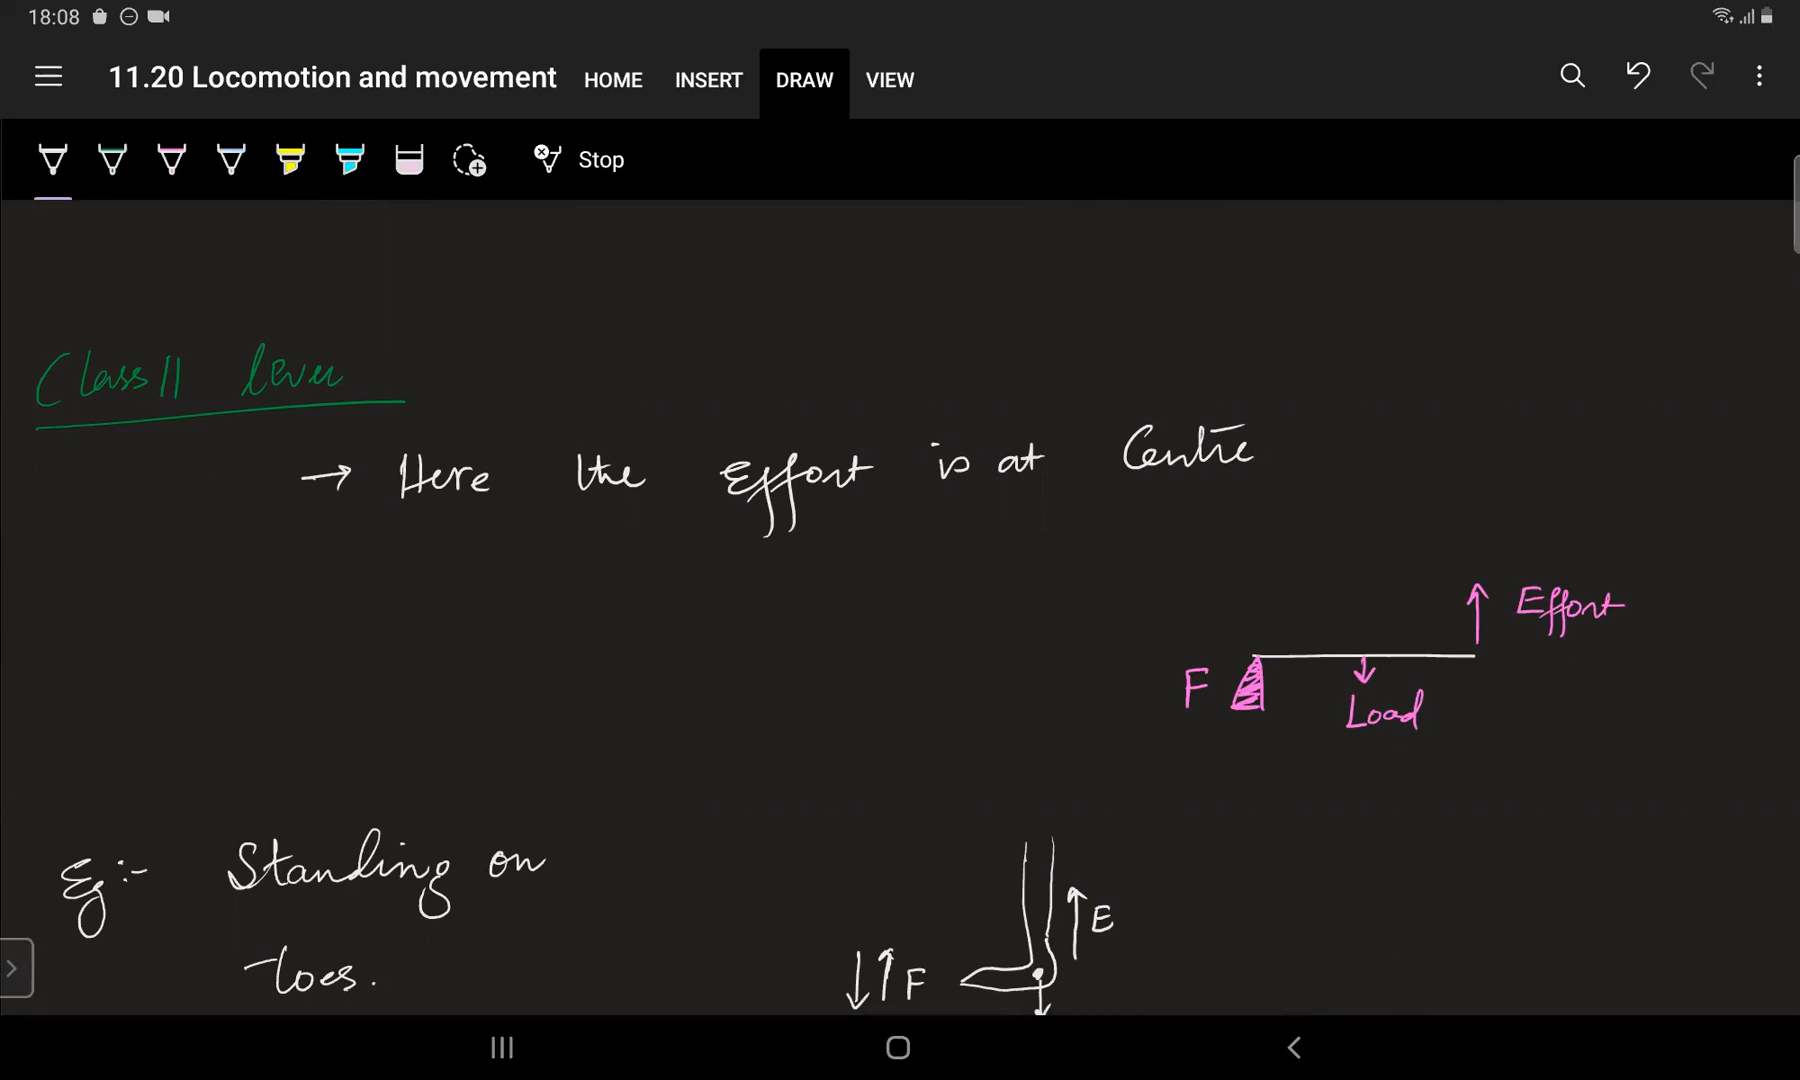 18:08
11.20 Locomotion and movement HOME INSERT DRAW VIEW
Stop
Class II lever
→ Here the Effort is at Centre
Effort
F
Load
Eg:- Standing on
toes.
E
F